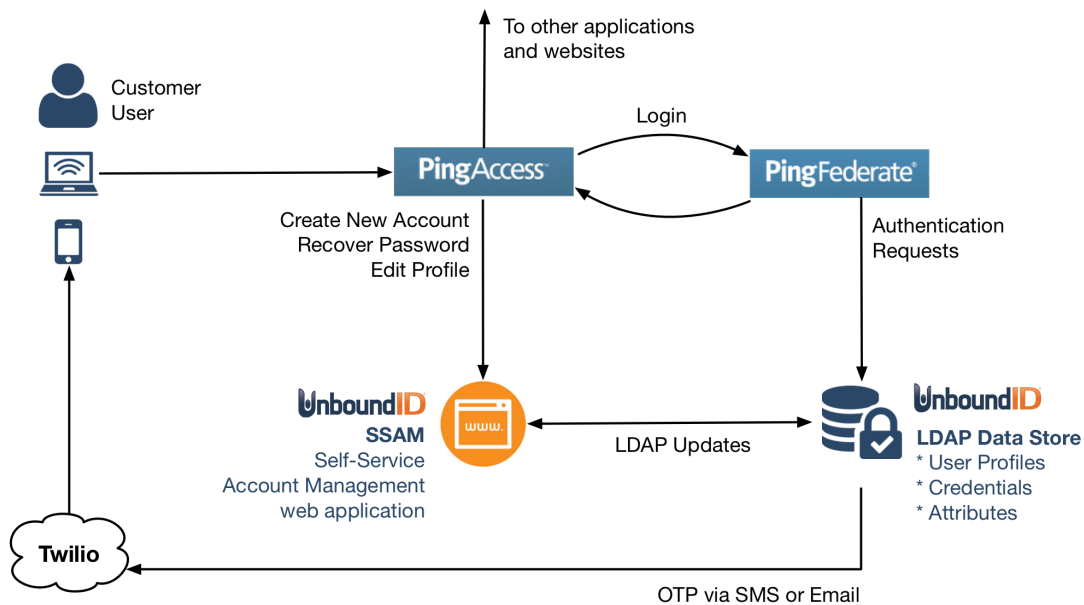 To other applications
and websites
Customer
User
Login
PingAccess™
PingFederate®
Create New Account
Recover Password
Edit Profile
Authentication
Requests
UnboundID
SSAM
Self-Service
Account Management
web application
www.
LDAP Updates
UnboundID
LDAP Data Store
* User Profiles
* Credentials
* Attributes
Twilio
OTP via SMS or Email